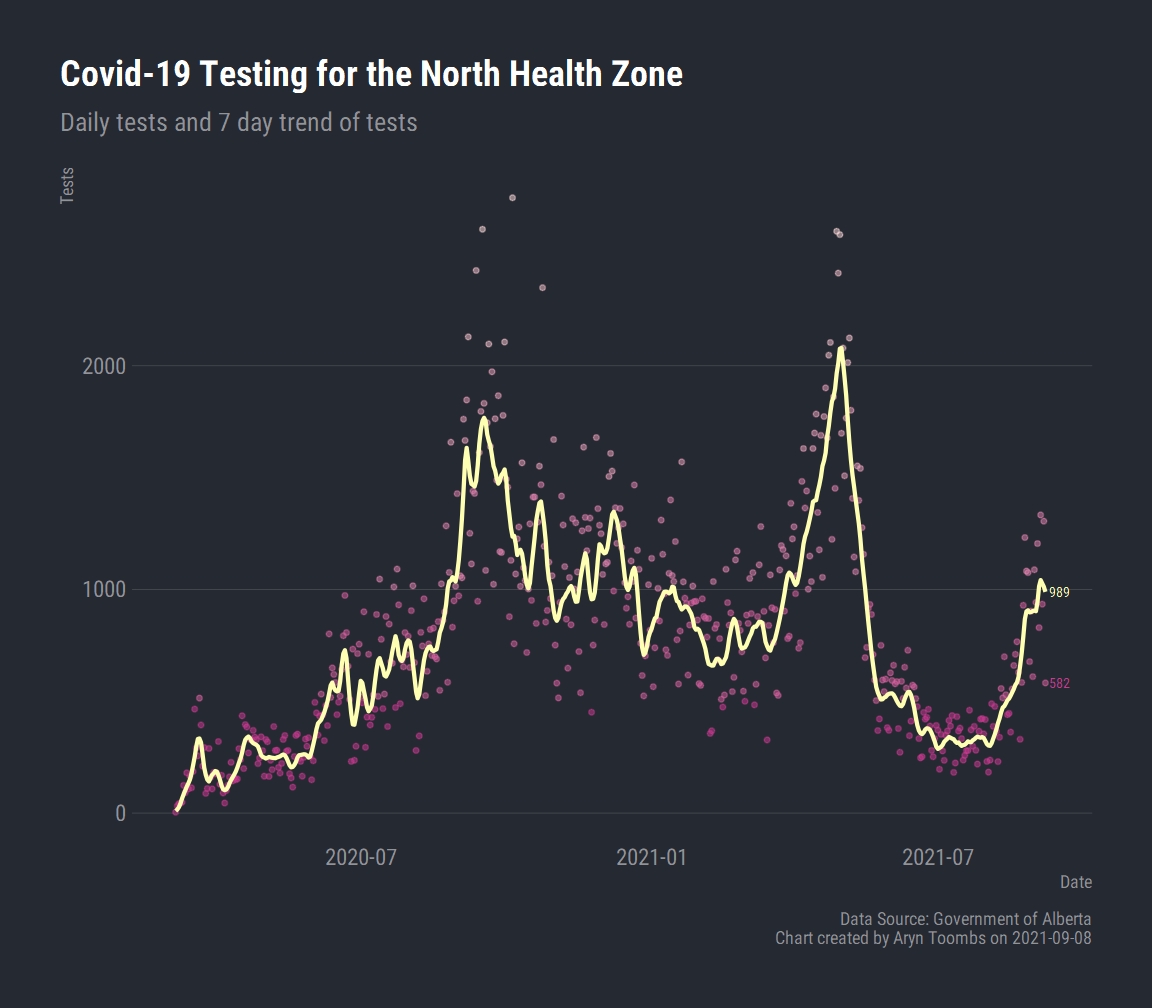 Covid-19 Testing for the North Health Zone
Daily tests and 7 day trend of tests
Tests
2000
1000
0
989
582
2020-07
2021-01
2021-07
Date
Data Source: Government of Alberta
Chart created by Aryn Toombs on 2021-09-08